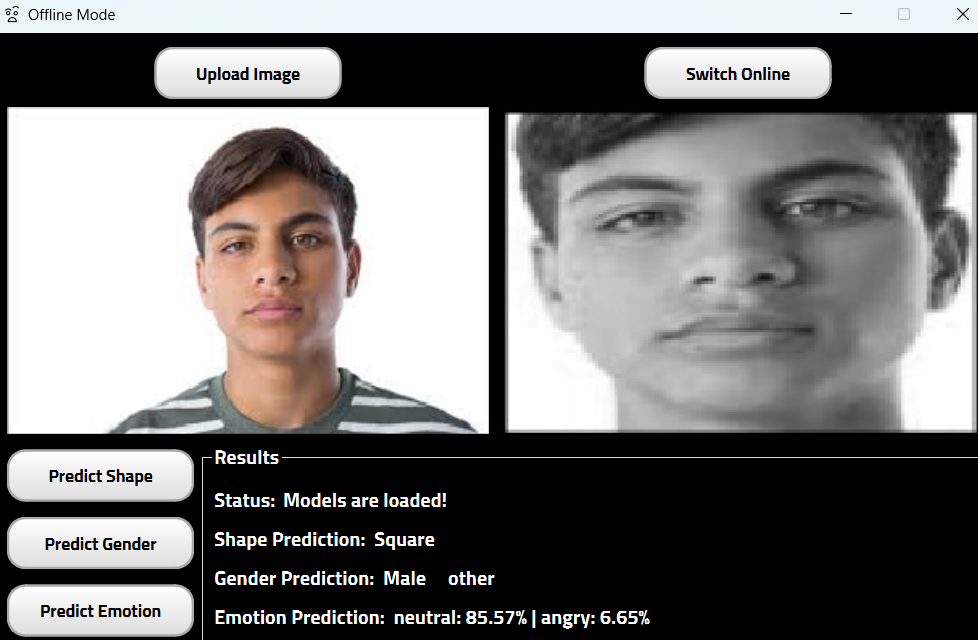 Offline Mode
Upload Image
Switch Online
Predict Shape
Predict Gender
Predict Emotion
Results
Status: Models are loaded!
Shape Prediction: Square
Gender Prediction: Male other
Emotion Prediction: neutral: 85.57% | angry: 6.65%